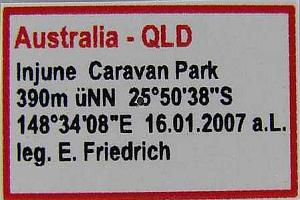 Australia - QLD
Injune Caravan Park
390m üNN 25°50'38"S
148°34'08"E 16.01.2007 a.L.
leg. E. Friedrich